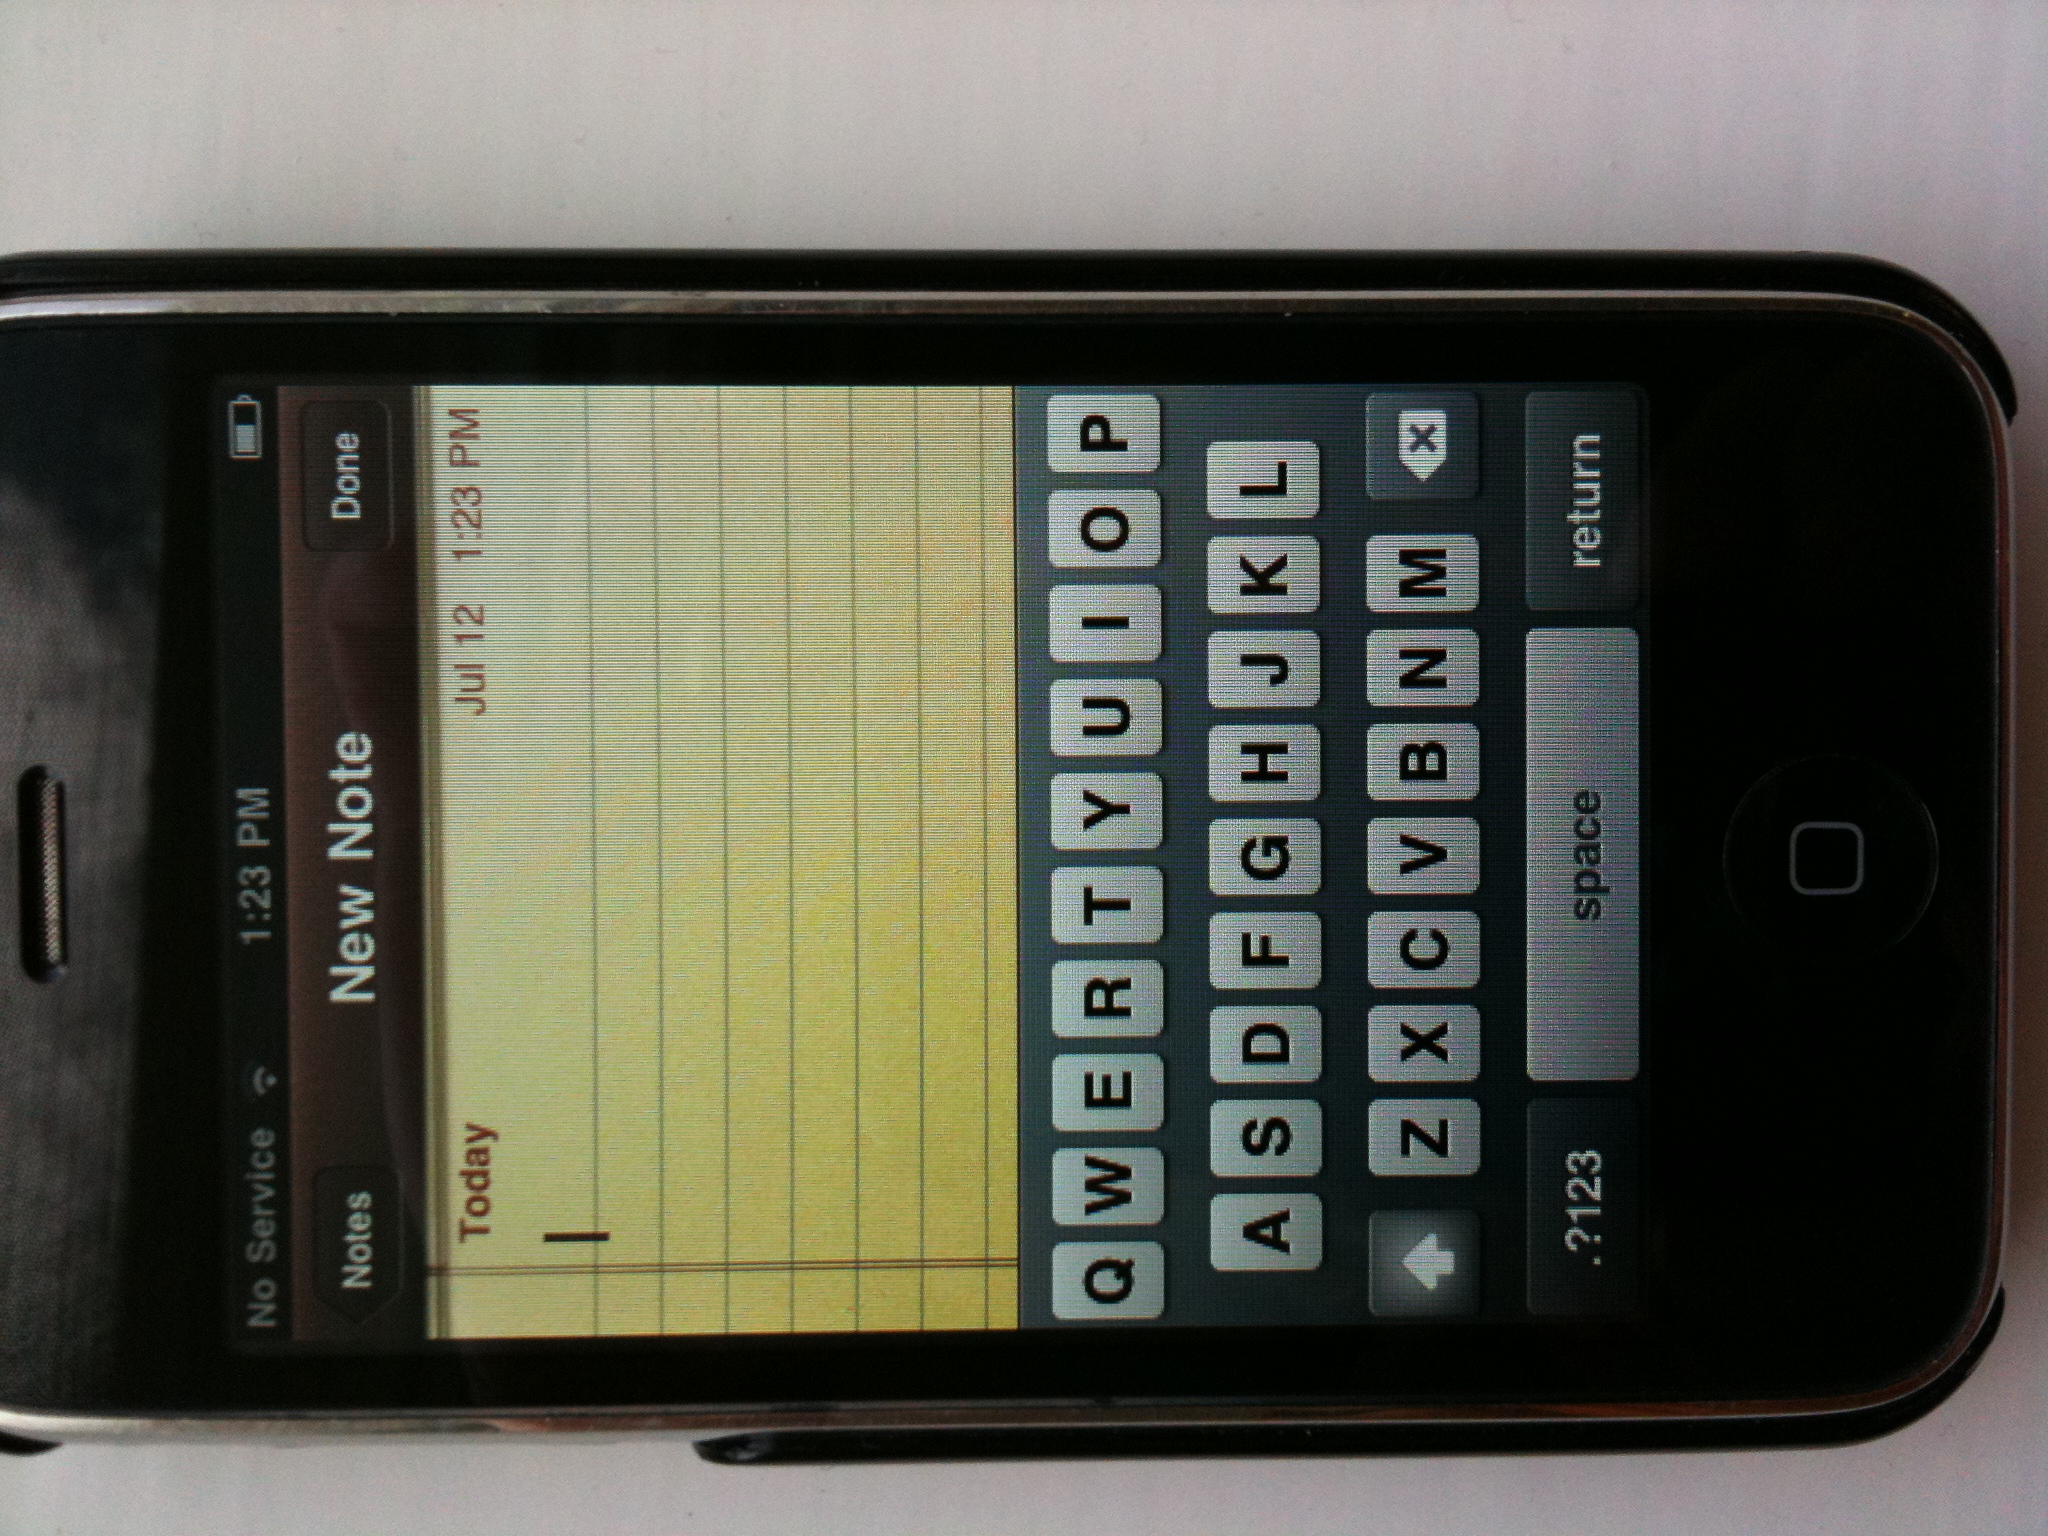 No Service 1:23 PM
Notes New Note Done
Today Jul 12 1:23 PM
Q W E R T Y U I O P
A S D F G H J K L
Z X C V B N M
.?123 space return